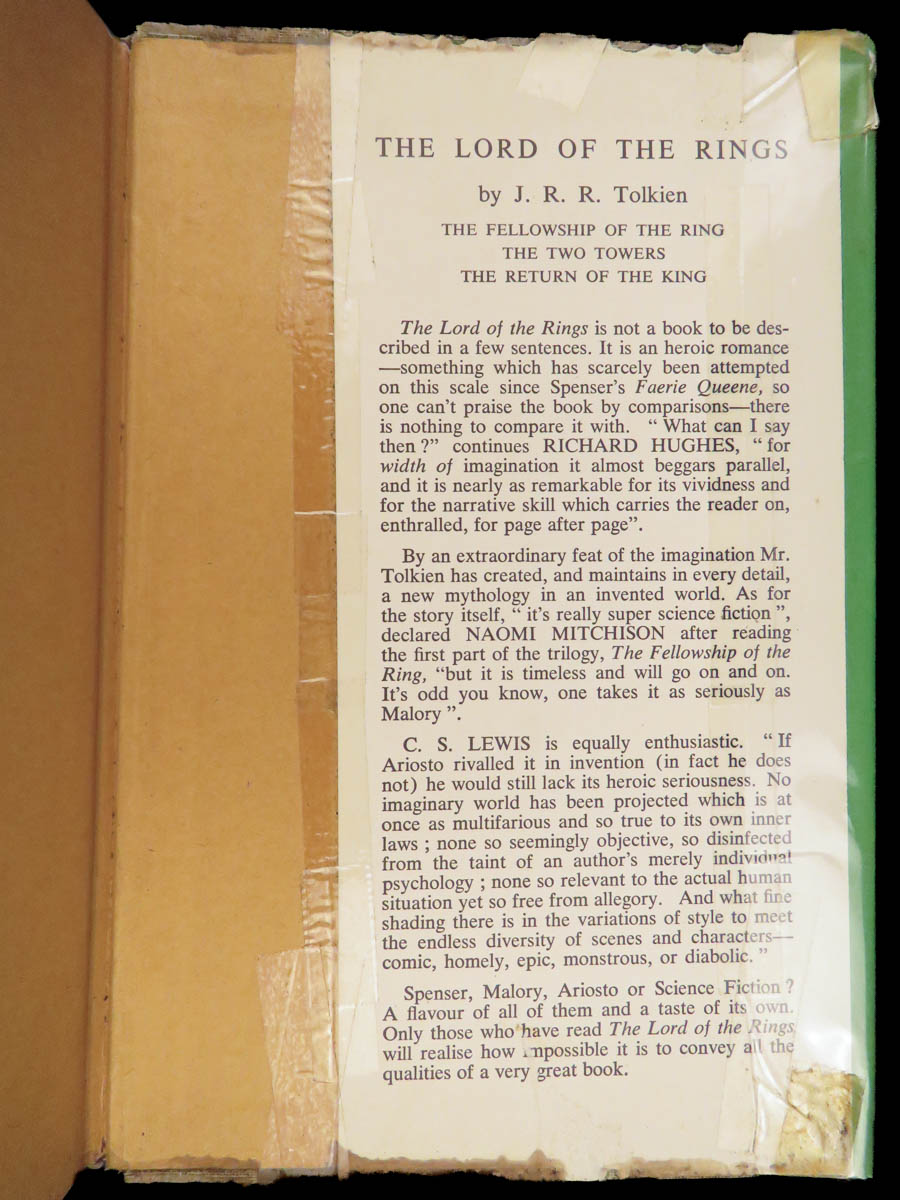 THE LORD OF THE RINGS
by J. R. R. Tolkien
THE FELLOWSHIP OF THE RING
THE TWO TOWERS
THE RETURN OF THE KING
The Lord of the Rings is not a book to be des-
cribed in a few sentences. It is an heroic romance
—something which has scarcely been attempted
on this scale since Spenser's Faerie Queene, so
one can't praise the book by comparisons—there
is nothing to compare it with. " What can I say
then ?" continues RICHARD HUGHES, " for
width of imagination it almost beggars parallel,
and it is nearly as remarkable for its vividness and
for the narrative skill which carries the reader on,
enthralled, for page after page".
By an extraordinary feat of the imagination Mr.
Tolkien has created, and maintains in every detail,
a new mythology in an invented world. As for
the story itself, " it's really super science fiction ",
declared NAOMI MITCHISON after reading
the first part of the trilogy, The Fellowship of the
Ring, "but it is timeless and will go on and on.
It's odd you know, one takes it as seriously as
Malory ".
C. S. LEWIS is equally enthusiastic. "If
Ariosto rivalled it in invention (in fact he does
not) he would still lack its heroic seriousness. No
imaginary world has been projected which is at
once as multifarious and so true to its own inner
laws ; none so seemingly objective, so disinfected
from the taint of an author's merely individual
psychology ; none so relevant to the actual human
situation yet so free from allegory. And what fine
shading there is in the variations of style to meet
the endless diversity of scenes and characters—
comic, homely, epic, monstrous, or diabolic. "
Spenser, Malory, Ariosto or Science Fiction ?
A flavour of all of them and a taste of its own.
Only those who have read The Lord of the Rings
will realise how impossible it is to convey all the
qualities of a very great book.